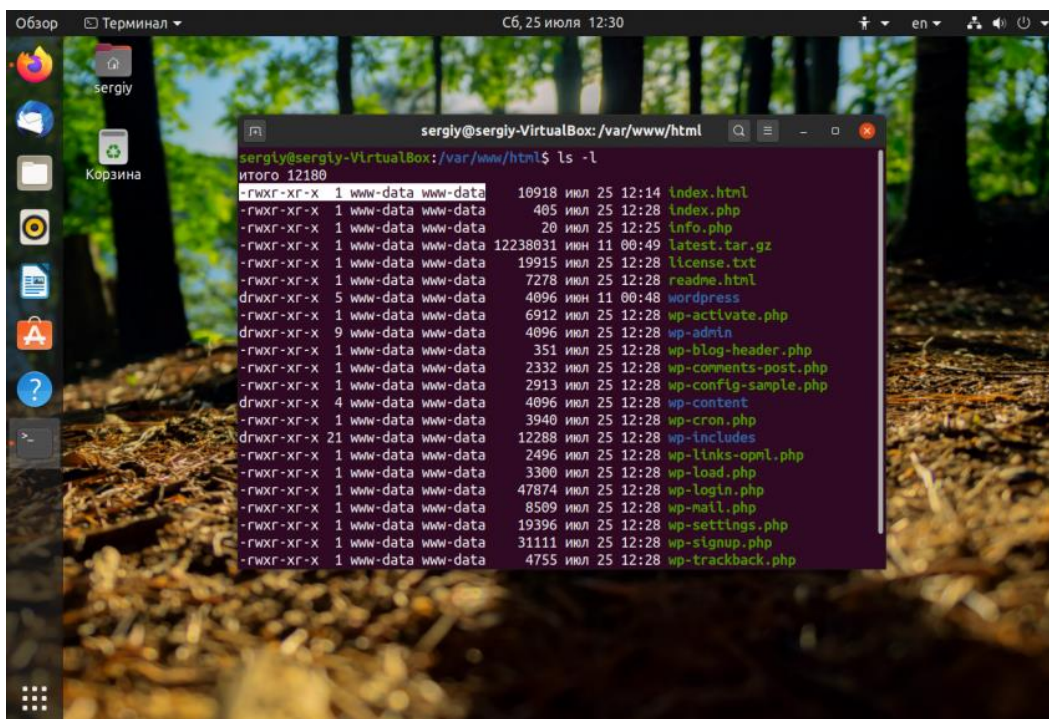 Обзор Терминал Сб, 25 июля 12:30 en
sergiy
Корзина
sergiy@sergiy-VirtualBox: /var/www/html
sergiy@sergiy-VirtualBox:/var/www/html$ ls -l
итого 12180
-rwxr-xr-x 1 www-data www-data 10918 июл 25 12:14 index.html
-rwxr-xr-x 1 www-data www-data 405 июл 25 12:28 index.php
-rwxr-xr-x 1 www-data www-data 20 июл 25 12:25 info.php
-rwxr-xr-x 1 www-data www-data 12238031 июн 11 00:49 latest.tar.gz
-rwxr-xr-x 1 www-data www-data 19915 июл 25 12:28 license.txt
-rwxr-xr-x 1 www-data www-data 7278 июл 25 12:28 readme.html
drwxr-xr-x 5 www-data www-data 4096 июн 11 00:48 wordpress
-rwxr-xr-x 1 www-data www-data 6912 июл 25 12:28 wp-activate.php
drwxr-xr-x 9 www-data www-data 4096 июл 25 12:28 wp-admin
-rwxr-xr-x 1 www-data www-data 351 июл 25 12:28 wp-blog-header.php
-rwxr-xr-x 1 www-data www-data 2332 июл 25 12:28 wp-comments-post.php
-rwxr-xr-x 1 www-data www-data 2913 июл 25 12:28 wp-config-sample.php
drwxr-xr-x 4 www-data www-data 4096 июл 25 12:28 wp-content
-rwxr-xr-x 1 www-data www-data 3940 июл 25 12:28 wp-cron.php
drwxr-xr-x 21 www-data www-data 12288 июл 25 12:28 wp-includes
-rwxr-xr-x 1 www-data www-data 2496 июл 25 12:28 wp-links-opml.php
-rwxr-xr-x 1 www-data www-data 3300 июл 25 12:28 wp-load.php
-rwxr-xr-x 1 www-data www-data 47874 июл 25 12:28 wp-login.php
-rwxr-xr-x 1 www-data www-data 8509 июл 25 12:28 wp-mail.php
-rwxr-xr-x 1 www-data www-data 19396 июл 25 12:28 wp-settings.php
-rwxr-xr-x 1 www-data www-data 31111 июл 25 12:28 wp-signup.php
-rwxr-xr-x 1 www-data www-data 4755 июл 25 12:28 wp-trackback.php